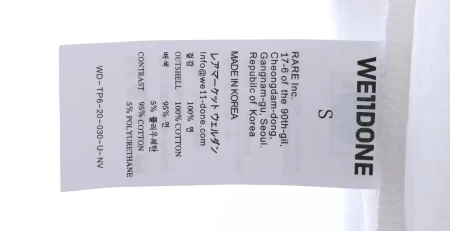 WE11DONE
S
RARE Inc.
17-6 of the 90th-gil,
Cheongdam-dong,
Gangnam-gu, Seoul.
Republic of Korea
MADE IN KOREA
レアマーケット ウェルダン
info@we11-done.com
겉감 100% 면
OUTSHELL 100% COTTON
배색 95% 면
5% 폴리우레탄
CONTRAST 95% COTTON
5% POLYURETHANE
WD-TP6-20-030-U-NV